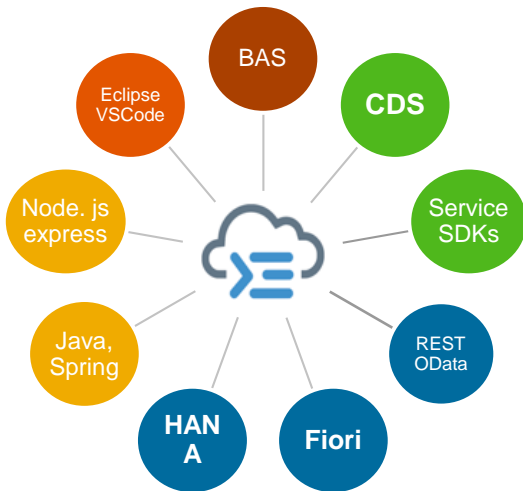 BAS
Eclipse
VSCode
CDS
Node. js
express
Service
SDKs
Java,
Spring
REST
OData
HAN
A
Fiori